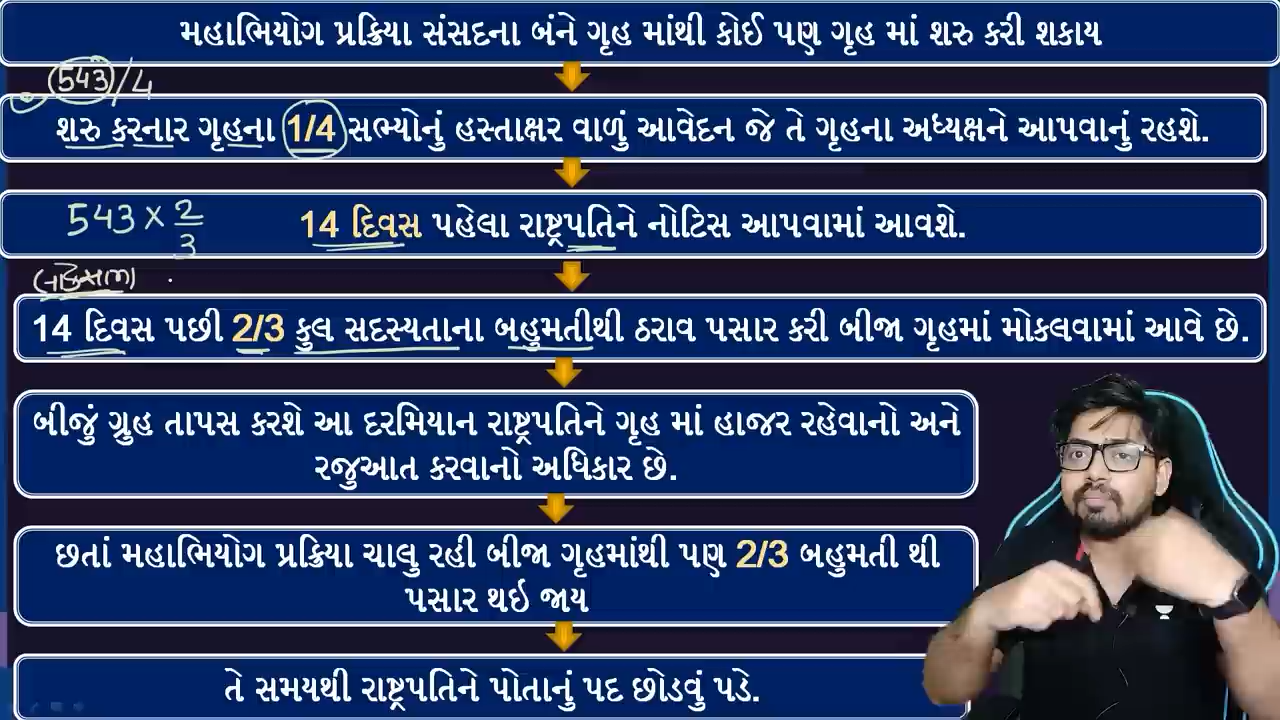 મહાભિયોગ પ્રક્રિયા સંસદના બંને ગૃહ માંથી કોઈ પણ ગૃહ માં શરુ કરી શકાય
543/4
શરુ કરનાર ગૃહના 1/4 સભ્યોનું હસ્તાક્ષર વાળું આવેદન જે તે ગૃહના અધ્યક્ષને આપવાનું રહશે.
543 × 2/3
14 દિવસ પહેલા રાષ્ટ્રપતિને નોટિસ આપવામાં આવશે.
લોકસભા
14 દિવસ પછી 2/3 કુલ સદસ્યતાના બહુમતીથી ઠરાવ પસાર કરી બીજા ગૃહમાં મોકલવામાં આવે છે.
બીજું ગ્રુહ તાપસ કરશે આ દરમિયાન રાષ્ટ્રપતિને ગૃહ માં હાજર રહેવાનો અને
રજુઆત કરવાનો અધિકાર છે.
છતાં મહાભિયોગ પ્રક્રિયા ચાલુ રહી બીજા ગૃહમાંથી પણ 2/3 બહુમતી થી
પસાર થઇ જાય
તે સમયથી રાષ્ટ્રપતિને પોતાનું પદ છોડવું પડે.